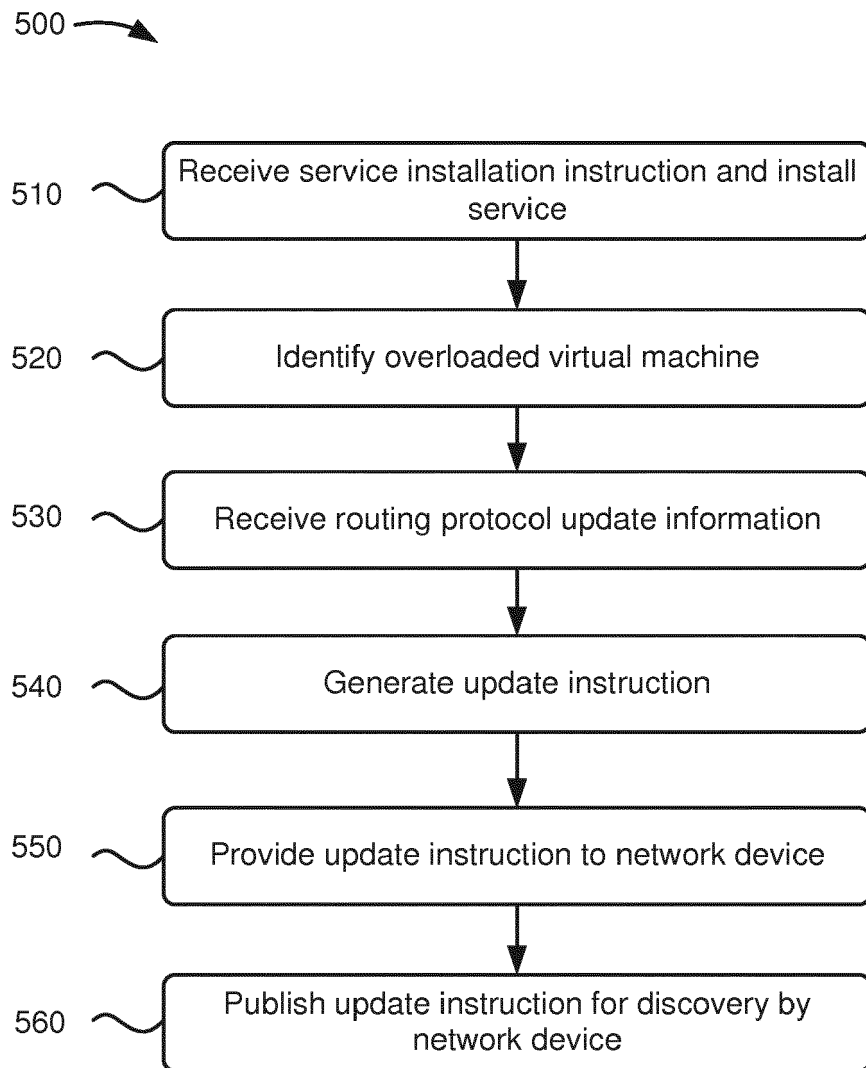 500
510
Receive service installation instruction and install
service
520
Identify overloaded virtual machine
530
Receive routing protocol update information
540
Generate update instruction
550
Provide update instruction to network device
560
Publish update instruction for discovery by
network device